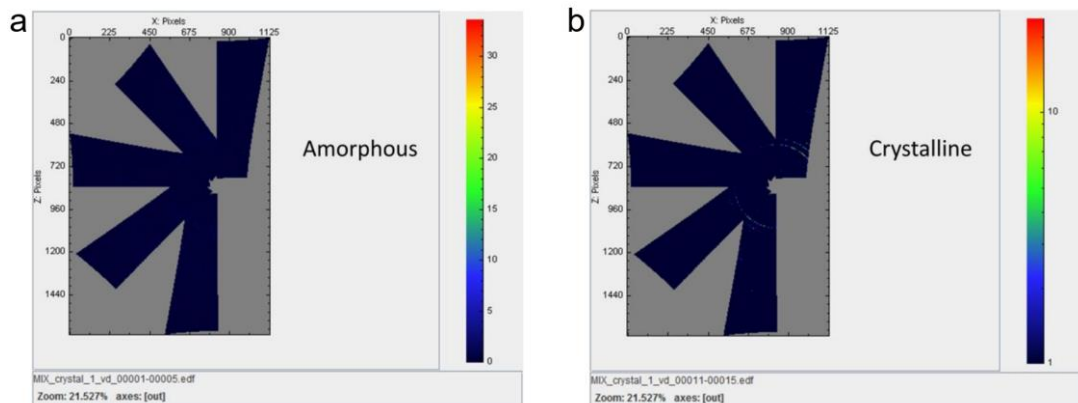 a
X: Pixels
0 225 450 675 900 1125
Z: Pixels
0
240
480
720
960
1200
1440
Amorphous
30
25
20
15
10
5
0
MIX_crystal_1_vd_00001-00005.edf
Zoom: 21.527% axes: [out]
b
X: Pixels
0 225 450 675 900 1125
Z: Pixels
0
240
480
720
960
1200
1440
Crystalline
10
1
MIX_crystal_1_vd_00011-00015.edf
Zoom: 21.527% axes: [out]